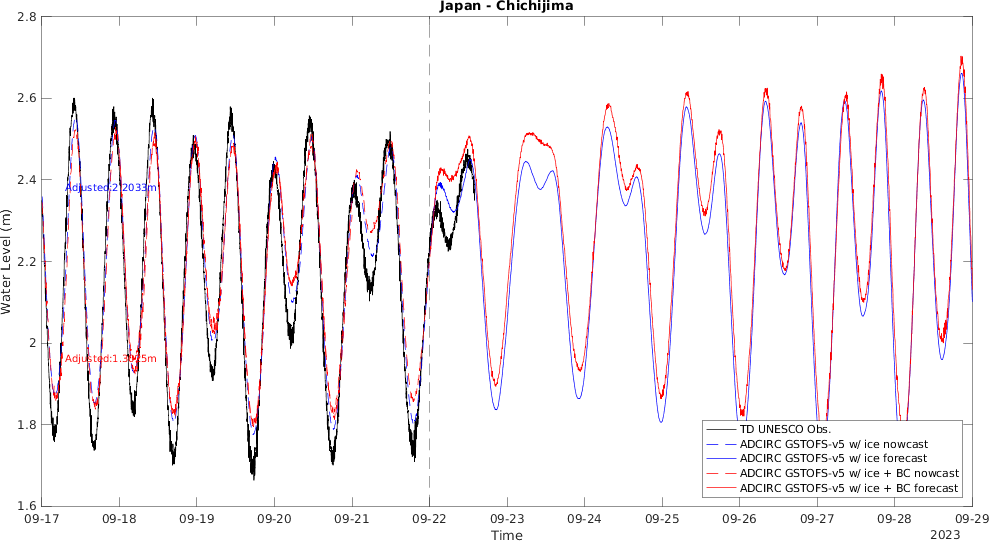 Japan - Chichijima
2.8
2.6
2.4
2.2
2
1.8
1.6
Water Level (m)
Adjusted:2.2033m
TD UNESCO Obs.
ADCIRC GSTOFS-v5 w/ ice nowcast
ADCIRC GSTOFS-v5 w/ ice forecast
ADCIRC GSTOFS-v5 w/ ice + BC nowcast
ADCIRC GSTOFS-v5 w/ ice + BC forecast
09-17 09-18 09-19 09-20 09-21 09-22 09-23 09-24 09-25 09-26 09-27 09-28 09-29
Time
2023